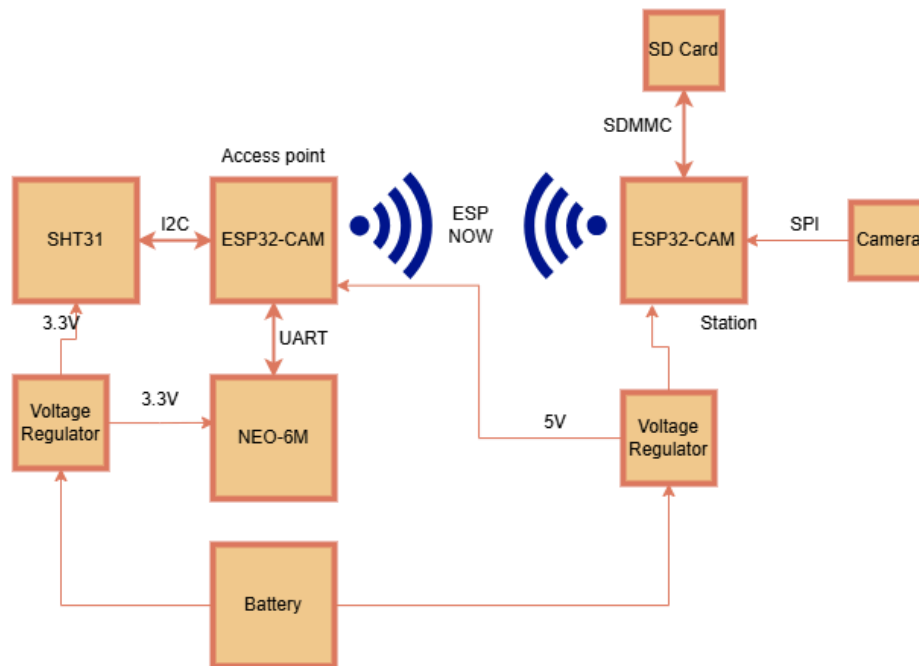 SD Card
SDMMC
Access point
SHT31
I2C
ESP32-CAM
ESP
NOW
ESP32-CAM
SPI
Camera
3.3V
UART
Station
Voltage
Regulator
3.3V
NEO-6M
5V
Voltage
Regulator
Battery